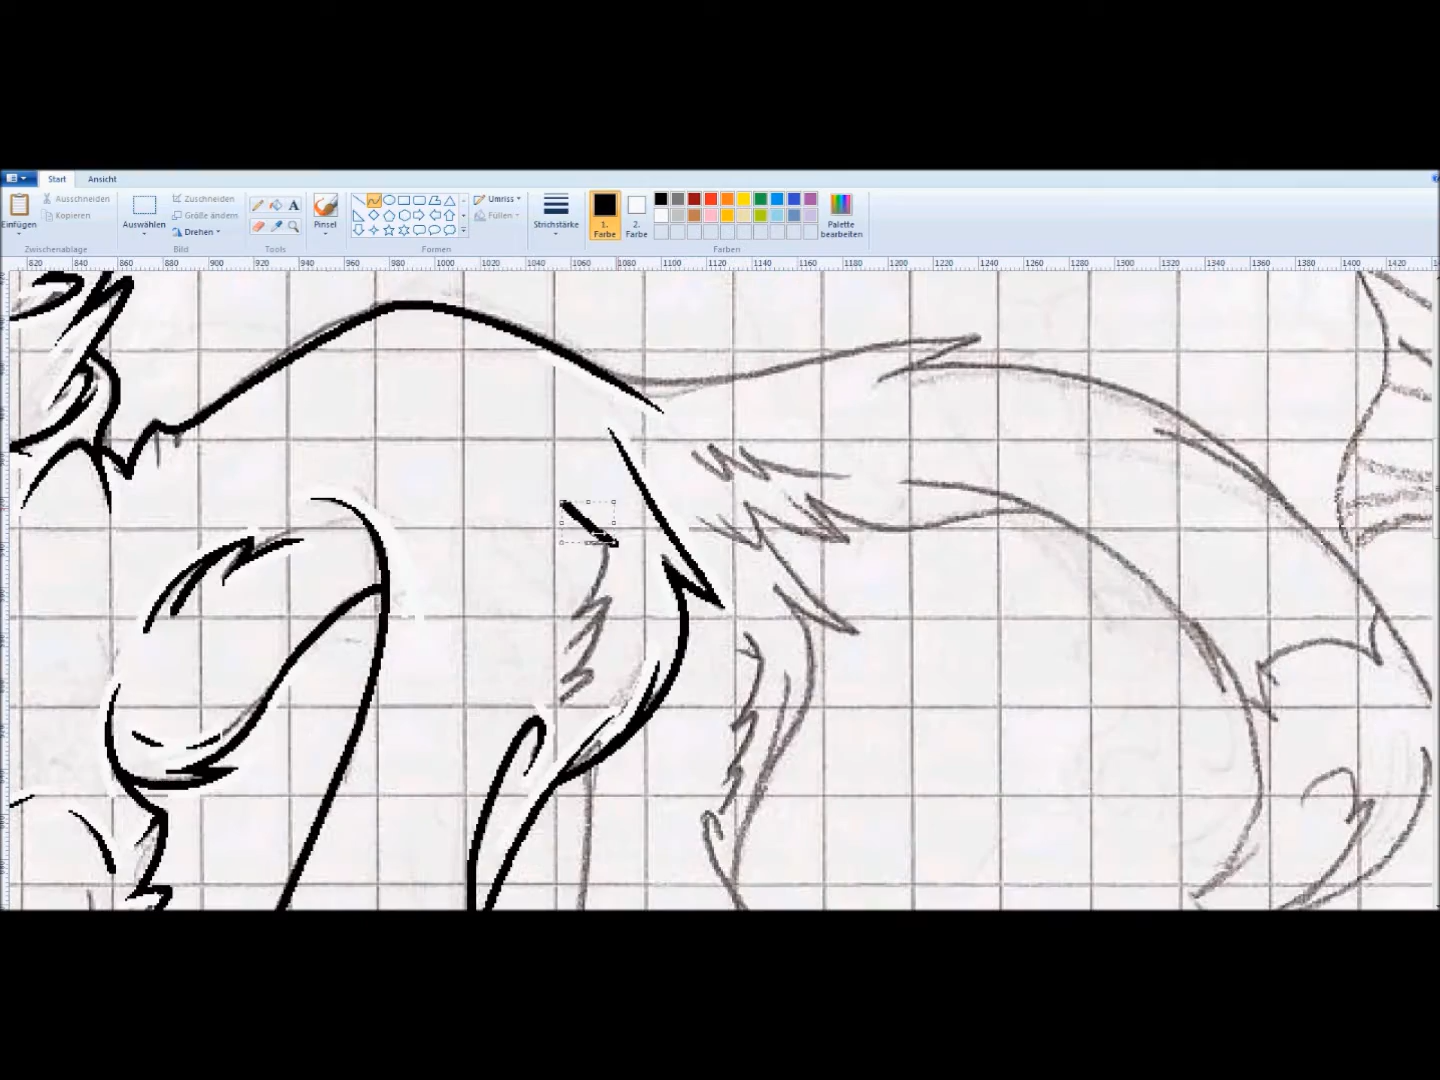 Start Ansicht
Einfügen
Ausschneiden
Kopieren
Zwischenablage
Auswählen
Zuschneiden
Größe ändern
Drehen
Bild
A
Tools
Pinsel
Formen
Umriss
Füllen
Strichstärke
1. Farbe
2. Farbe
Farben
Palette bearbeiten
820 840 860 880 900 920 940 960 980 1000 1020 1040 1060 1080 1100 1120 1140 1160 1180 1200 1220 1240 1260 1280 1300 1320 1340 1360 1380 1400 1420